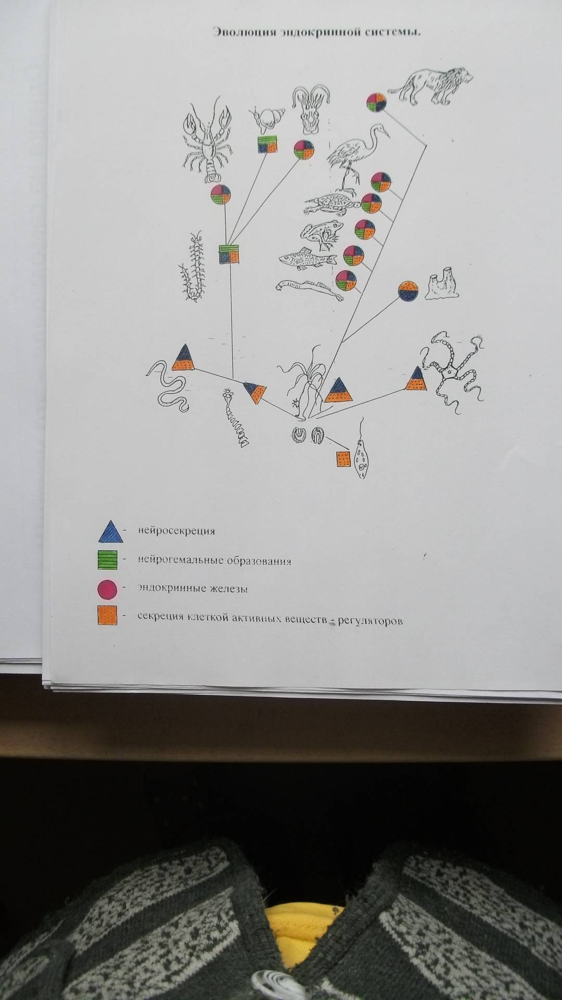 Эволюция эндокринной системы.
- нейросекреция
- нейрогемальные образования
- эндокринные железы
- секреция клеткой активных веществ - регуляторов